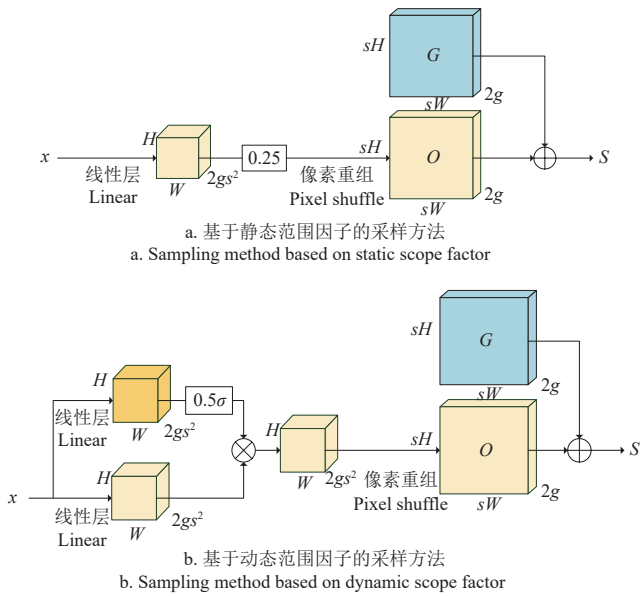 sH
G
sW
2g
x
线性层
Linear
H
W
2gs²
0.25
像素重组
Pixel shuffle
sH
O
sW
2g
S
a. 基于静态范围因子的采样方法
a. Sampling method based on static scope factor
sH
G
sW
2g
H
线性层
Linear
W
2gs²
0.5σ
x
H
线性层
Linear
W
2gs²
H
W
2gs²
像素重组
Pixel shuffle
sH
O
sW
2g
S
b. 基于动态范围因子的采样方法
b. Sampling method based on dynamic scope factor